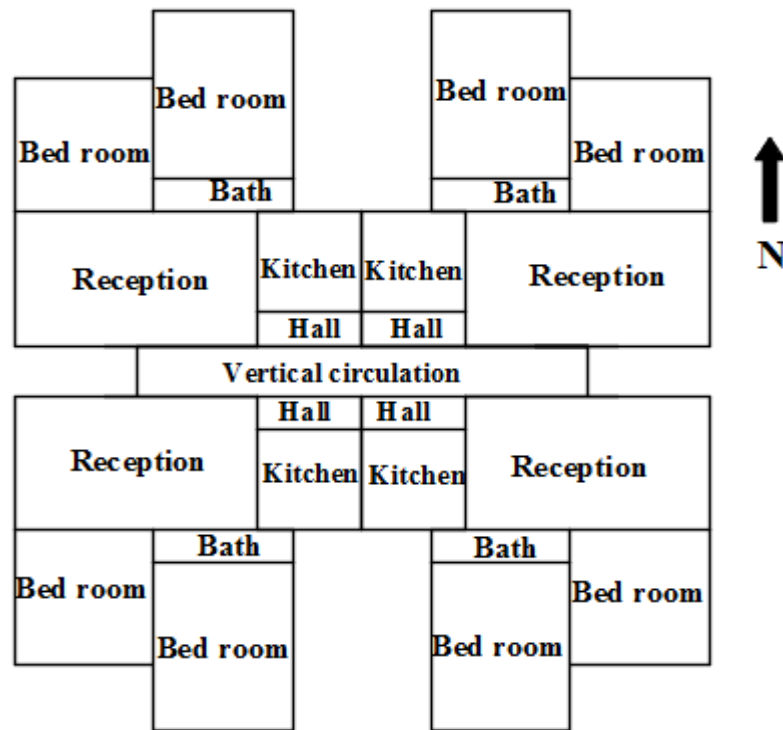 Bed room
Bed room
Bed room
Bed room
Bath
Bath
Reception
Kitchen
Kitchen
Reception
N
Hall
Hall
Vertical circulation
Hall
Hall
Reception
Kitchen
Kitchen
Reception
Bath
Bath
Bed room
Bed room
Bed room
Bed room